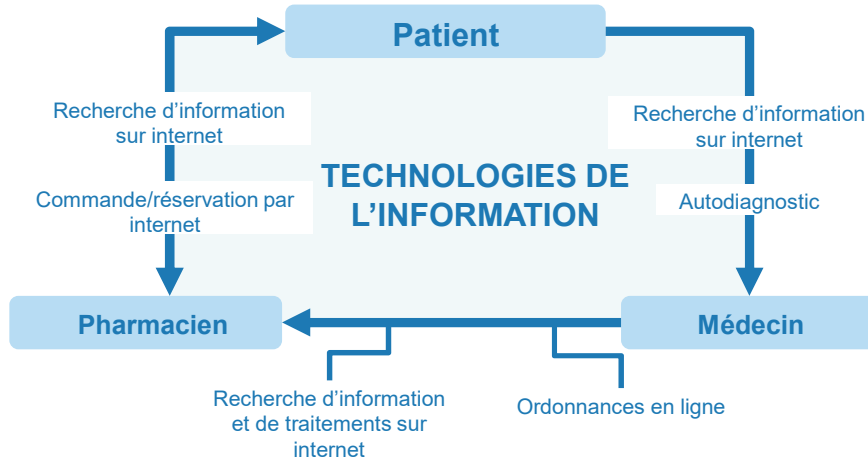 Patient
Recherche d’information
sur internet
Recherche d’information
sur internet
TECHNOLOGIES DE
L’INFORMATION
Commande/réservation par
internet
Autodiagnostic
Pharmacien
Médecin
Recherche d’information
et de traitements sur
internet
Ordonnances en ligne